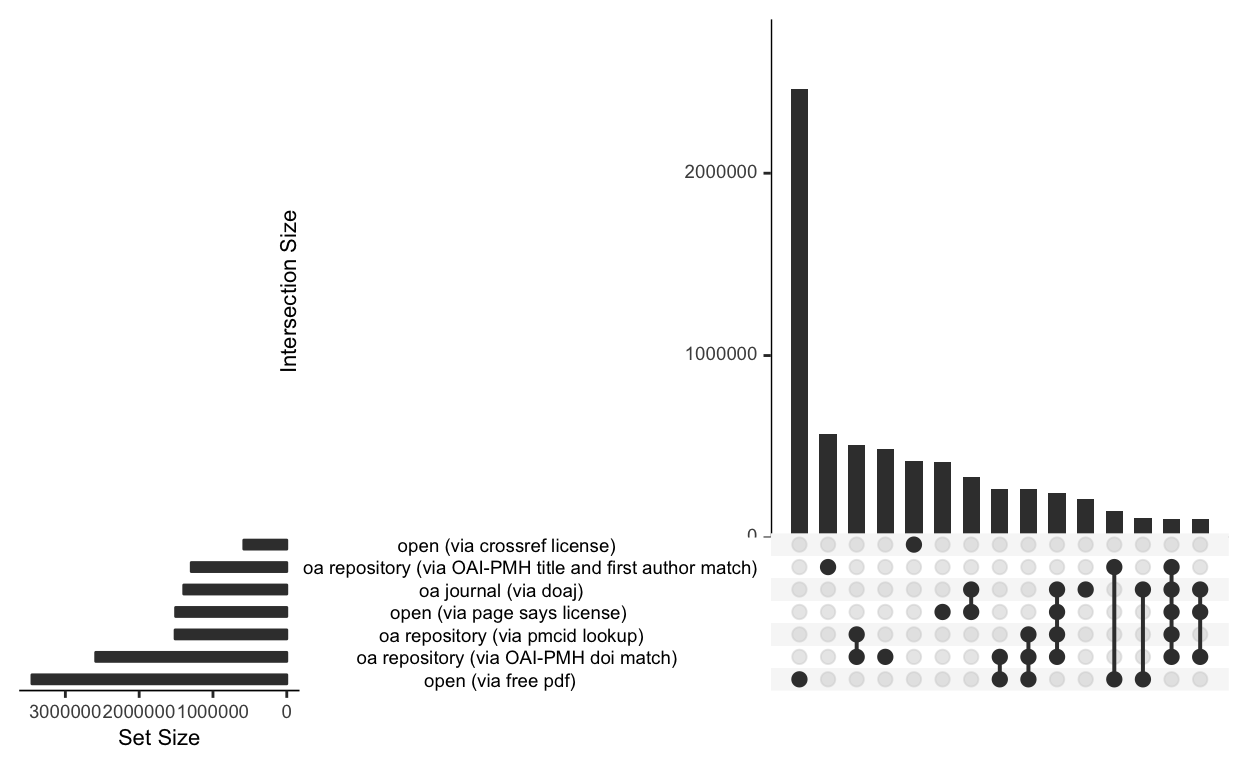 Intersection Size
2000000
1000000
0
open (via crossref license)
oa repository (via OAI-PMH title and first author match)
oa journal (via doaj)
open (via page says license)
oa repository (via pmcid lookup)
oa repository (via OAI-PMH doi match)
open (via free pdf)
3000000 2000000 1000000 0
Set Size